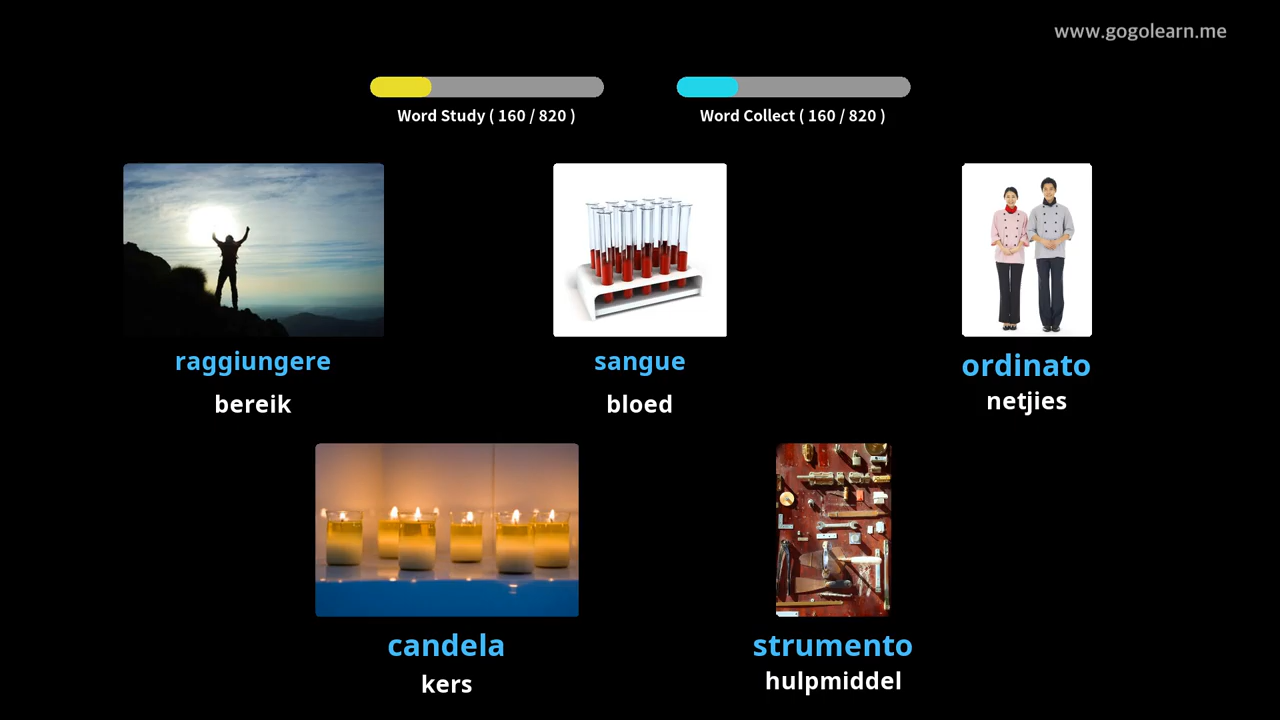 www.gogolearn.me
Word Study ( 160 / 820 )
Word Collect ( 160 / 820 )
raggiungere
bereik
sangue
bloed
ordinato
netjies
candela
kers
strumento
hulpmiddel